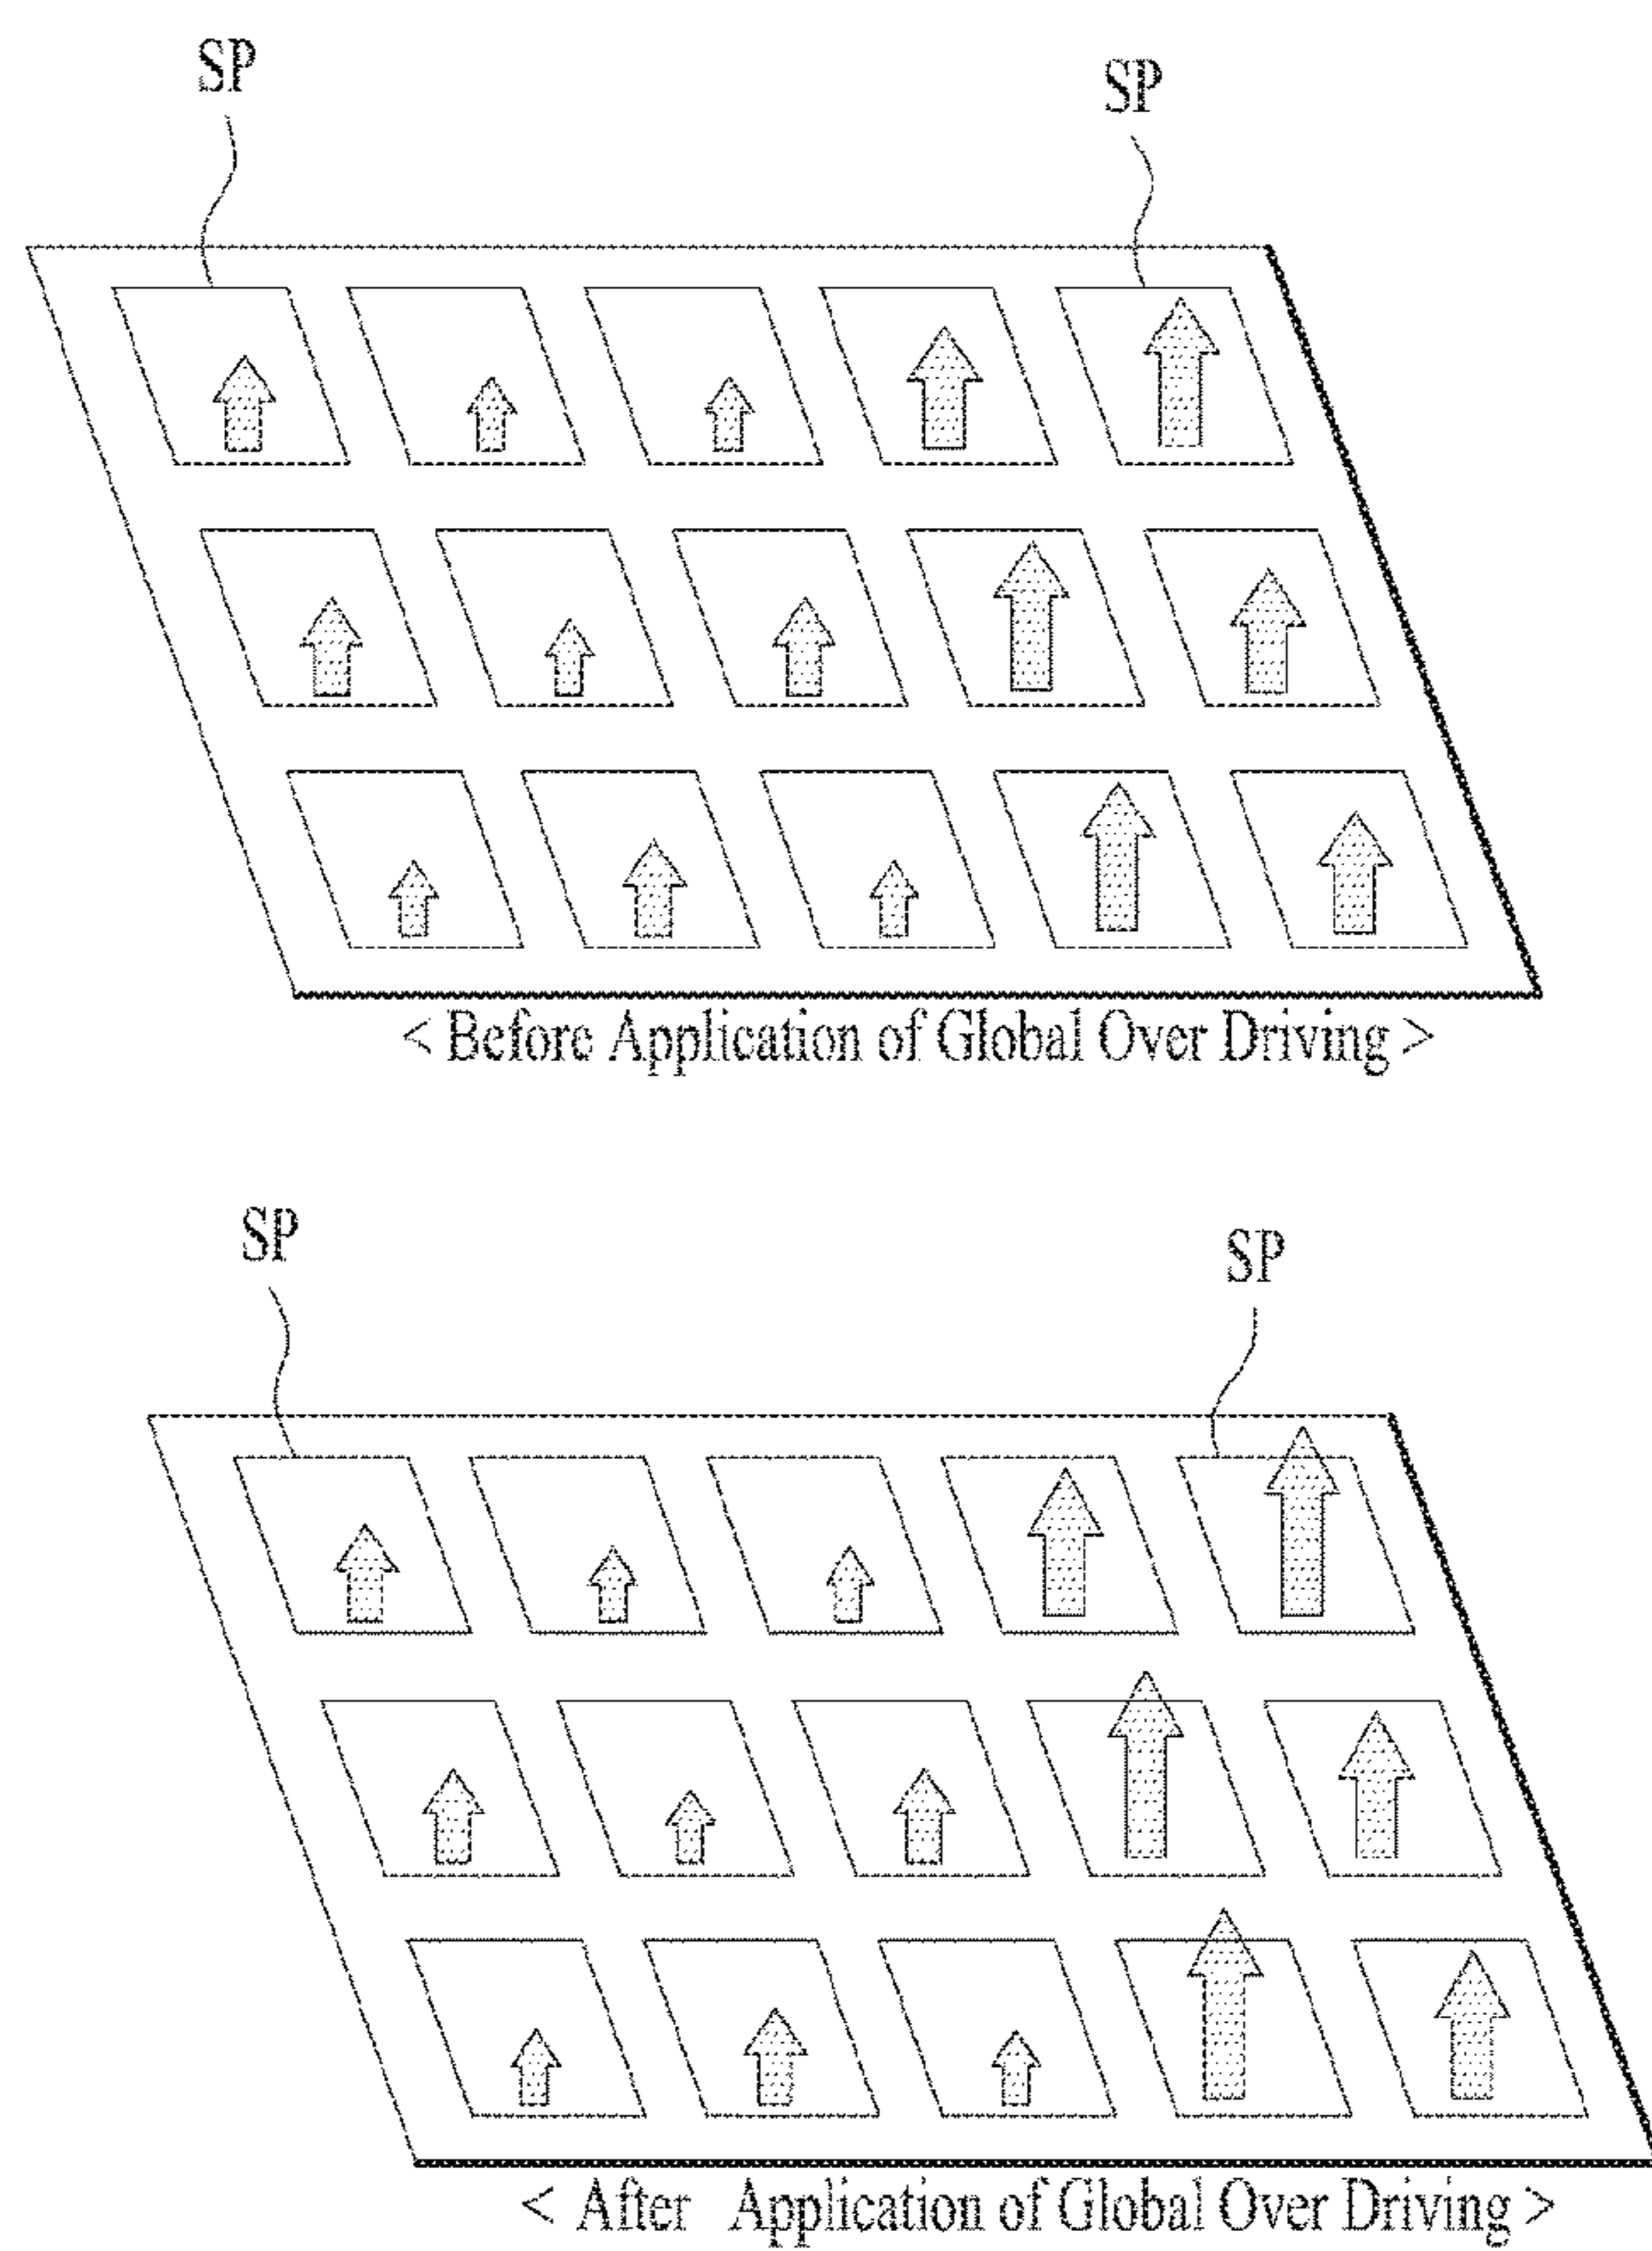 SP
SP
< Before Application of Global Over Driving >
SP
SP
< After Application of Global Over Driving >